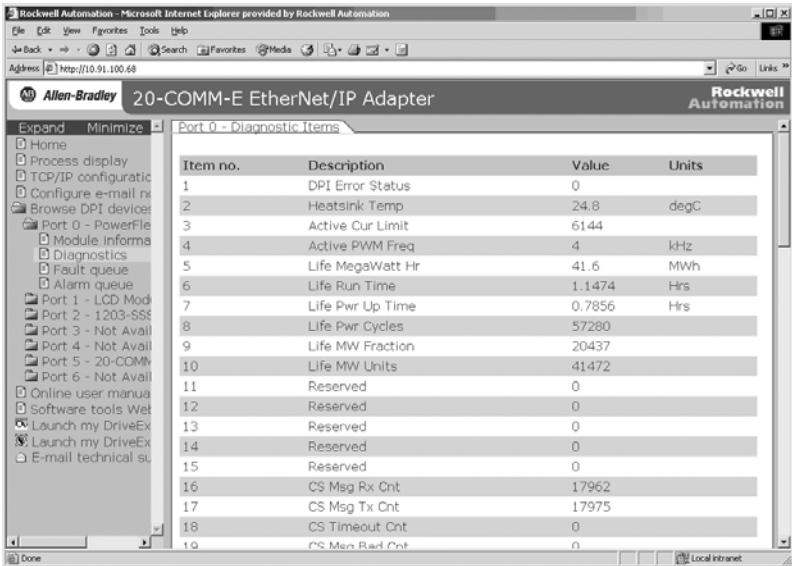 Rockwell Automation - Microsoft Internet Explorer provided by Rockwell Automation
File Edit View Favorites Tools Help
Back Search Favorites Media
Address http://10.91.100.68 Go Links »
AB Allen-Bradley 20-COMM-E EtherNet/IP Adapter Rockwell Automation
Expand Minimize
Home
Process display
TCP/IP configuratic
Configure e-mail no
Browse DPI devices
Port 0 - PowerFle
Module informa
Diagnostics
Fault queue
Alarm queue
Port 1 - LCD Modu
Port 2 - 1203-SSS
Port 3 - Not Avail
Port 4 - Not Avail
Port 5 - 20-COMM
Port 6 - Not Avail
Online user manua
Software tools Wel
Launch my DriveEx
Launch my DriveEx
E-mail technical su
Port 0 - Diagnostic Items
Item no. Description Value Units
1 DPI Error Status 0
2 Heatsink Temp 24.8 degC
3 Active Cur Limit 6144
4 Active PWM Freq 4 kHz
5 Life MegaWatt Hr 41.6 MWh
6 Life Run Time 1.1474 Hrs
7 Life Pwr Up Time 0.7856 Hrs
8 Life Pwr Cycles 57280
9 Life MW Fraction 20437
10 Life MW Units 41472
11 Reserved 0
12 Reserved 0
13 Reserved 0
14 Reserved 0
15 Reserved 0
16 CS Msg Rx Cnt 17962
17 CS Msg Tx Cnt 17975
18 CS Timeout Cnt 0
19 CS Msg Bad Cnt 0
Done Local intranet